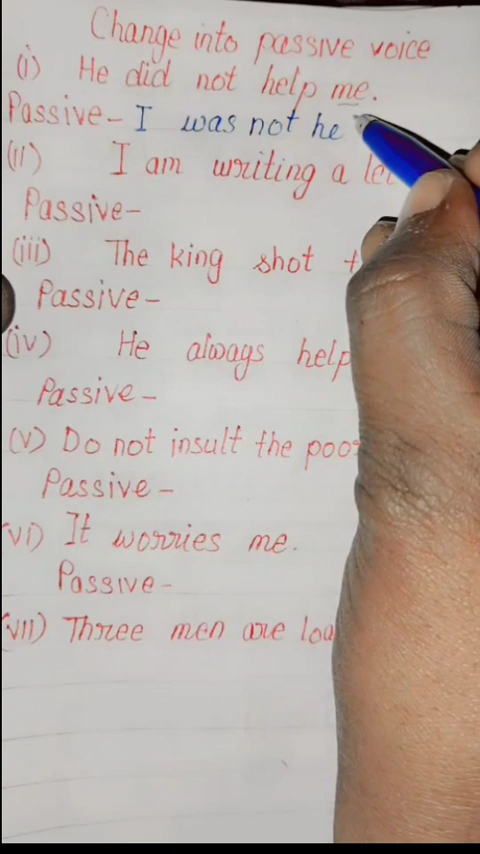 Change into passive voice
(i) He did not help me.
Passive- I was not he
(ii) I am writing a le
Passive-
(iii) The king shot
Passive-
(iv) He always help
Passive-
(v) Do not insult the poor
Passive-
(vi) It worries me.
Passive-
(vii) Three men are loa